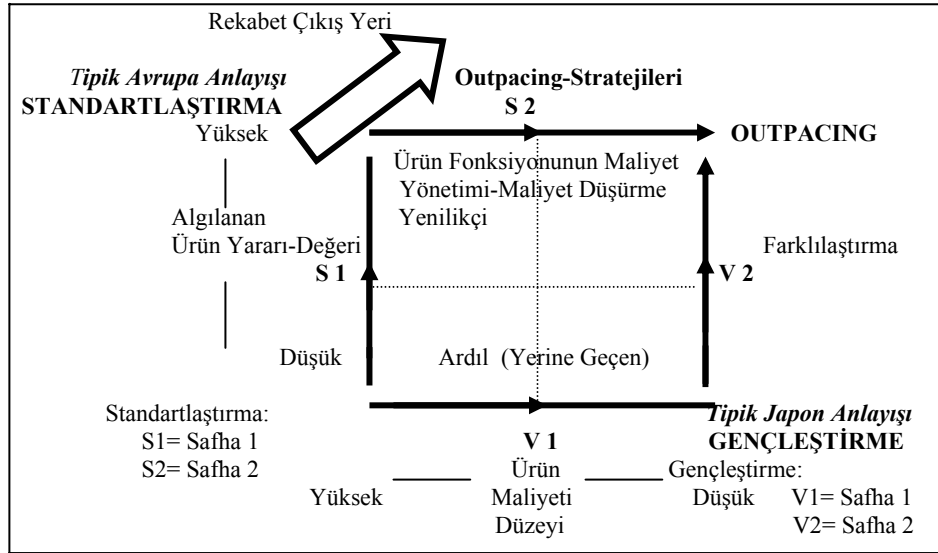 Rekabet Çıkış Yeri
Tipik Avrupa Anlayışı
Outpacing-Stratejileri
STANDARTLAŞTIRMA
S 2
Yüksek
OUTPACING
Ürün Fonksiyonunun Maliyet
Yönetimi-Maliyet Düşürme
Yenilikçi
Algılanan
Ürün Yararı-Değeri
Farklılaştırma
S 1
V 2
Düşük
Ardıl (Yerine Geçen)
Standartlaştırma:
S1= Safha 1
S2= Safha 2
Tipik Japon Anlayışı
GENÇLEŞTİRME
V 1
Ürün
Maliyeti
Düzeyi
Yüksek
Gençleştirme:
Düşük
V1= Safha 1
V2= Safha 2